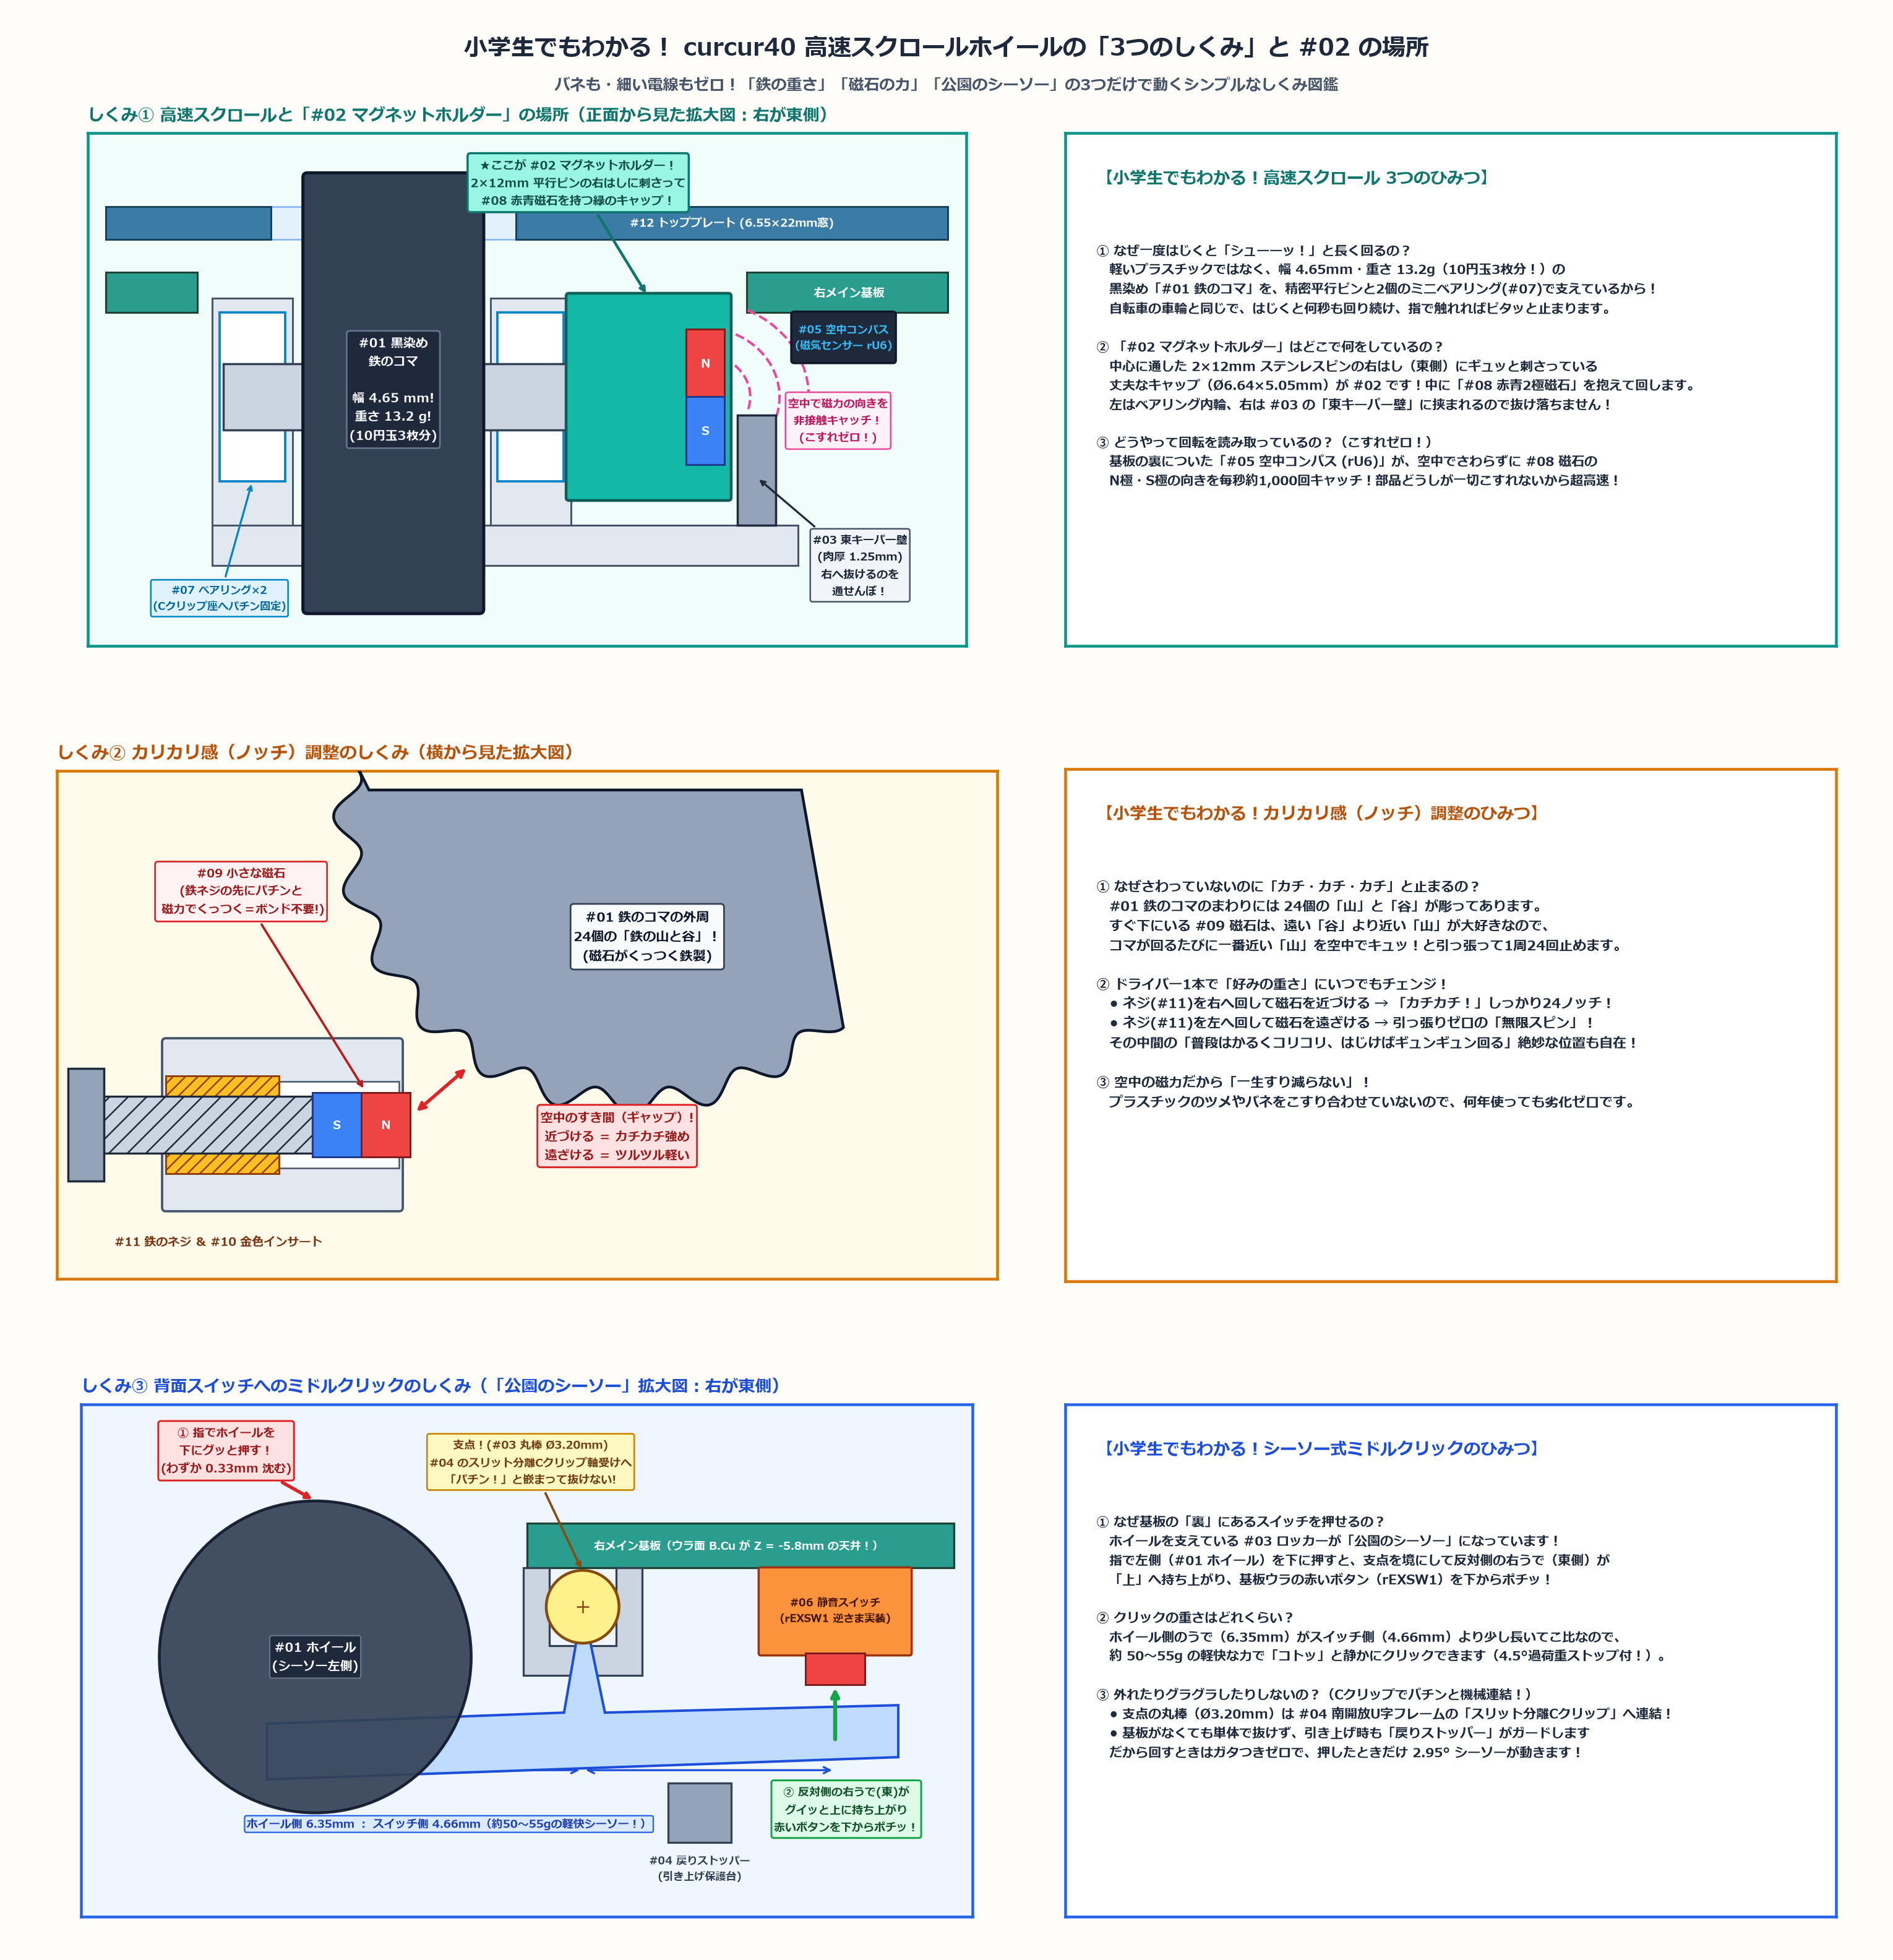 小学生でもわかる！ curcur40 高速スクロールホイールの「3つのしくみ」と #02 の場所
バネも・細い電線もゼロ！「鉄の重さ」「磁石の力」「公園のシーソー」の3つだけで動くシンプルなしくみ図鑑
しくみ① 高速スクロールと「#02 マグネットホルダー」の場所（正面から見た拡大図：右が東側）
★ここが #02 マグネットホルダー！
2×12mm 平行ピンの右はしに刺さって
#08 赤青磁石を持つ緑のキャップ！
#12 トッププレート (6.55×22mm窓)
右メイン基板
#05 空中コンパス
(磁気センサー rU6)
#01 黒染め
鉄のコマ
幅 4.65 mm!
重さ 13.2 g!
(10円玉3枚分)
N
S
空中で磁力の向きを
非接触キャッチ！
(こすれゼロ！)
#03 東キーパー壁
(肉厚 1.25mm)
右へ抜けるのを
通せんぼ！
#07 ベアリング×2
(Cクリップ座へパチン固定)
【小学生でもわかる！高速スクロール 3つのひみつ】
① なぜ一度はじくと「シューーッ！」と長く回るの？
軽いプラスチックではなく、幅 4.65mm・重さ 13.2g（10円玉3枚分！）の
黒染め「#01 鉄のコマ」を、精密平行ピンと2個のミニベアリング(#07)で支えているから！
自転車の車輪と同じで、はじくと何秒も回り続け、指で触れればピタッと止まります。
② 「#02 マグネットホルダー」はどこで何をしているの？
中心に通した 2×12mm ステンレスピンの右はし（東側）にギュッと刺さっている
丈夫なキャップ（Ø6.64×5.05mm）が #02 です！中に「#08 赤青2極磁石」を抱えて回します。
左はベアリング内輪、右は #03 の「東キーパー壁」に挟まれるので抜け落ちません！
③ どうやって回転を読み取っているの？（こすれゼロ！）
基板の裏についた「#05 空中コンパス (rU6)」が、空中でさわらずに #08 磁石の
N極・S極の向きを毎秒約1,000回キャッチ！部品どうしが一切こすれないから超高速！
しくみ② カリカリ感（ノッチ）調整のしくみ（横から見た拡大図）
#09 小さな磁石
(鉄ネジの先にパチンと
磁力でくっつく＝ボンド不要!)
#01 鉄のコマの外周
24個の「鉄の山と谷」！
(磁石がくっつく鉄製)
S
N
空中のすき間（ギャップ）!
近づける ＝ カチカチ強め
遠ざける ＝ ツルツル軽い
#11 鉄のネジ & #10 金色インサート
【小学生でもわかる！カリカリ感（ノッチ）調整のひみつ】
① なぜさわっていないのに「カチ・カチ・カチ」と止まるの？
#01 鉄のコマのまわりには 24個の「山」と「谷」が彫ってあります。
すぐ下にいる #09 磁石は、遠い「谷」より近い「山」が大好きなので、
コマが回るたびに一番近い「山」を空中でキュッ！と引っ張って1周24回止めます。
② ドライバー1本で「好みの重さ」にいつでもチェンジ！
● ネジ(#11)を右へ回して磁石を近づける → 「カチカチ！」しっかり24ノッチ！
● ネジ(#11)を左へ回して磁石を遠ざける → 引っ張りゼロの「無限スピン」！
その中間の「普段はかるくコリコリ、はじけばギュンギュン回る」絶妙な位置も自在！
③ 空中の磁力だから「一生すり減らない」！
プラスチックのツメやバネをこすり合わせていないので、何年使っても劣化ゼロです。
しくみ③ 背面スイッチへのミドルクリックのしくみ（「公園のシーソー」拡大図：右が東側）
① 指でホイールを
下にグッと押す！
(わずか 0.33mm 沈む)
支点！(#03 丸棒 Ø3.20mm)
#04 のスリット分離Cクリップ軸受けへ
「パチン！」と嵌まって抜けない!
右メイン基板（ウラ面 B.Cu が Z = -5.8mm の天井！）
#06 静音スイッチ
(rEXSW1 逆さま実装)
#01 ホイール
(シーソー左側)
ホイール側 6.35mm ： スイッチ側 4.66mm（約50〜55gの軽快シーソー！）
② 反対側の右うで(東)が
グイッと上に持ち上がり
赤いボタンを下からポチッ！
#04 戻りストッパー
(引き上げ保護台)
【小学生でもわかる！シーソー式ミドルクリックのひみつ】
① なぜ基板の「裏」にあるスイッチを押せるの？
ホイールを支えている #03 ロッカーが「公園のシーソー」になっています！
指で左側（#01 ホイール）を下に押すと、支点を境にして反対側の右うで（東側）が
「上」へ持ち上がり、基板ウラの赤いボタン（rEXSW1）を下からポチッ！
② クリックの重さはどれくらい？
ホイール側のうで（6.35mm）がスイッチ側（4.66mm）より少し長いてこ比なので、
約 50〜55g の軽快な力で「コトッ」と静かにクリックできます（4.5°過荷重ストップ付！）。
③ 外れたりグラグラしたりしないの？（Cクリップでパチンと機械連結！）
● 支点の丸棒（Ø3.20mm）は #04 南開放U字フレームの「スリット分離Cクリップ」へ連結！
● 基板がなくても単体で抜けず、引き上げ時も「戻りストッパー」がガードします
だから回すときはガタつきゼロで、押したときだけ 2.95° シーソーが動きます！